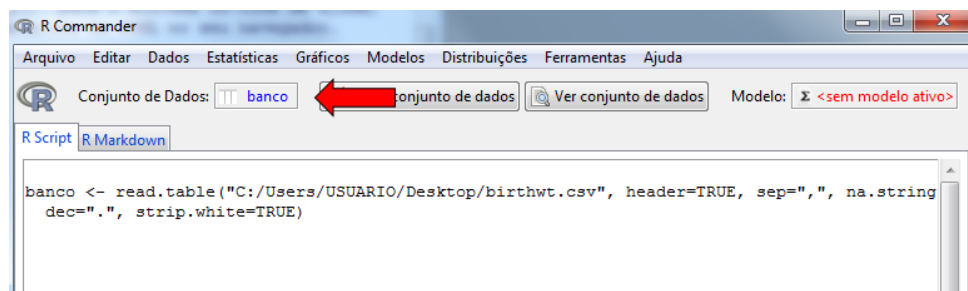 R Commander
Arquivo Editar Dados Estatísticas Gráficos Modelos Distribuições Ferramentas Ajuda
Conjunto de Dados: banco conjunto de dados Ver conjunto de dados Modelo: Σ <sem modelo ativo>
R Script R Markdown
banco <- read.table("C:/Users/USUARIO/Desktop/birthwt.csv", header=TRUE, sep=",", na.string
dec=".", strip.white=TRUE)